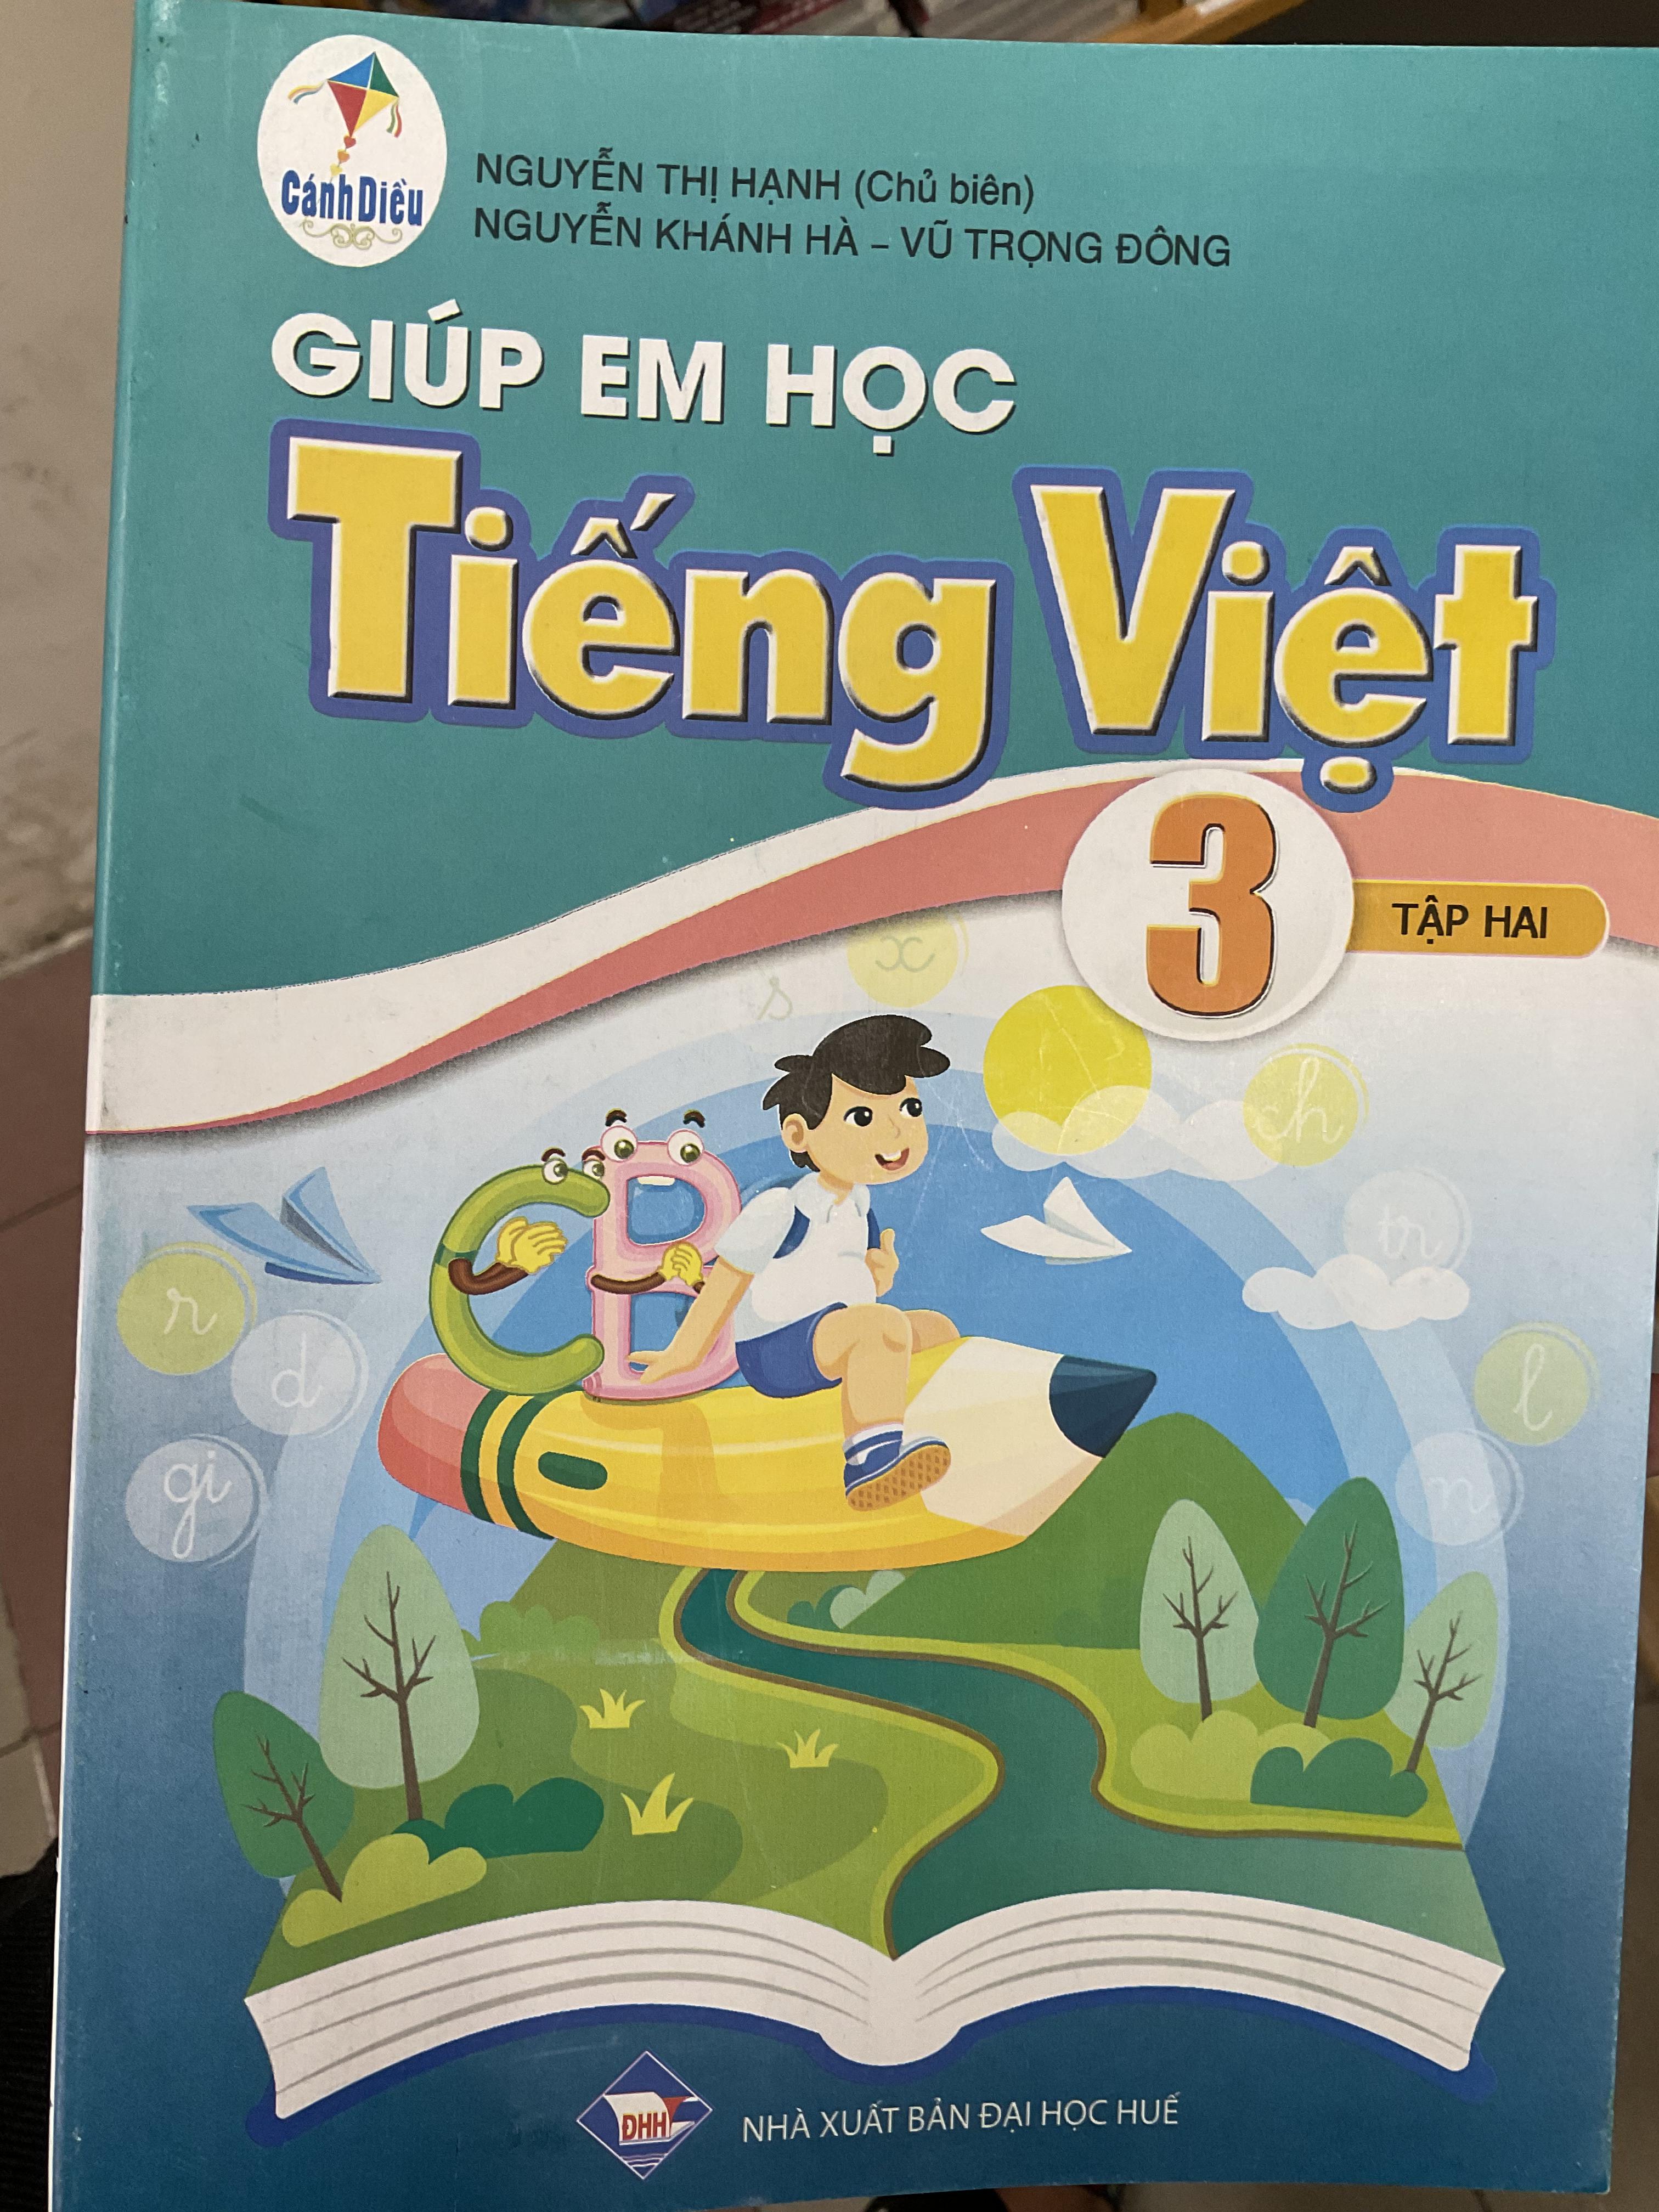 Cánh Diều
NGUYỄN THỊ HẠNH (Chủ biên)
NGUYỄN KHÁNH HÀ – VŨ TRỌNG ĐÔNG
GIÚP EM HỌC
Tiếng Việt
3
TẬP HAI
x
s
ch
C B
tr
r
d
l
gi
n
ĐHH
NHÀ XUẤT BẢN ĐẠI HỌC HUẾ